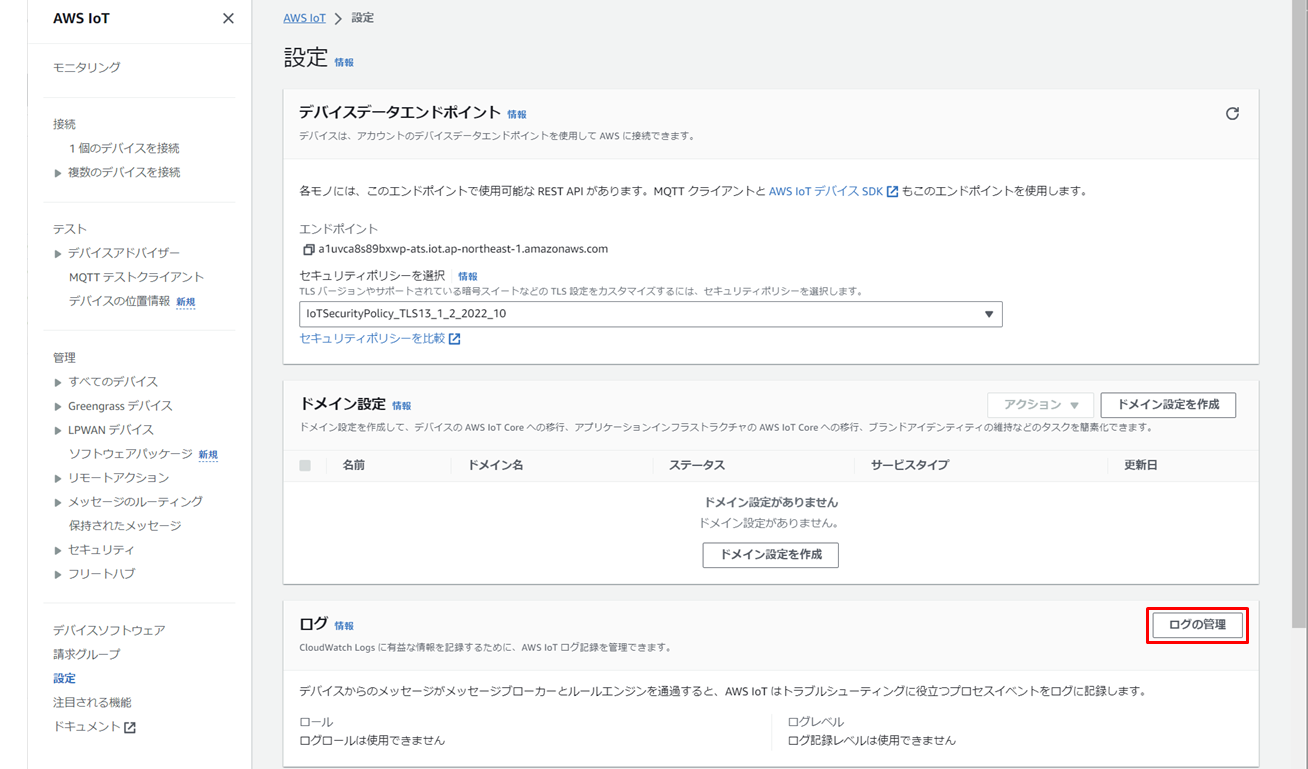 AWS IoT
モニタリング
接続
1 個のデバイスを接続
複数のデバイスを接続
テスト
デバイスアドバイザー
MQTT テストクライアント
デバイスの位置情報 新規
管理
すべてのデバイス
Greengrass デバイス
LPWAN デバイス
ソフトウェアパッケージ 新規
リモートアクション
メッセージのルーティング
保持されたメッセージ
セキュリティ
フリートハブ
デバイスソフトウェア
請求グループ
設定
注目される機能
ドキュメント
AWS IoT 設定
設定 情報
デバイスデータエンドポイント 情報
デバイスは、アカウントのデバイスデータエンドポイントを使用して AWS に接続できます。
各モノには、このエンドポイントで使用可能な REST API があります。MQTT クライアントと AWS IoT デバイス SDK もこのエンドポイントを使用します。
エンドポイント
a1uvca8s89bxwp-ats.iot.ap-northeast-1.amazonaws.com
セキュリティポリシーを選択 情報
TLS バージョンやサポートされている暗号スイートなどの TLS 設定をカスタマイズするには、セキュリティポリシーを選択します。
IoTSecurityPolicy_TLS13_1_2_2022_10
セキュリティポリシーを比較
ドメイン設定 情報 アクション ドメイン設定を作成
ドメイン設定を作成して、デバイスの AWS IoT Core への移行、アプリケーションインフラストラクチャの AWS IoT Core への移行、ブランドアイデンティティの維持などのタスクを簡素化できます。
名前 ドメイン名 ステータス サービスタイプ 更新日
ドメイン設定がありません
ドメイン設定がありません。
ドメイン設定を作成
ログ 情報 ログの管理
CloudWatch Logs に有益な情報を記録するために、AWS IoT ログ記録を管理できます。
デバイスからのメッセージがメッセージブローカーとルールエンジンを通過すると、AWS IoT はトラブルシューティングに役立つプロセスイベントをログに記録します。
ロール ログレベル
ログロールは使用できません ログ記録レベルは使用できません